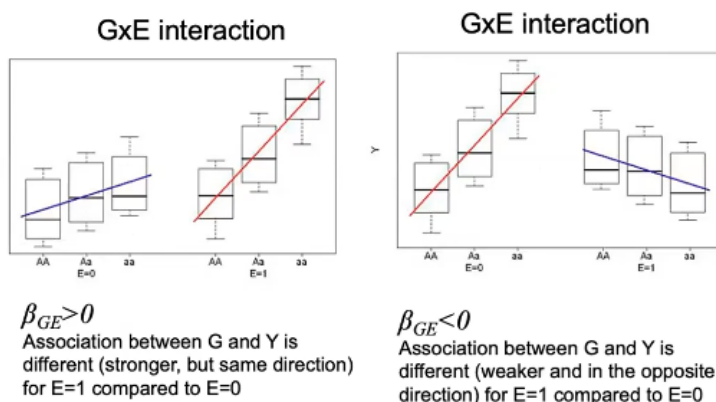 GxE interaction
AA Aa aa AA Aa aa
E=0 E=1
β_GE>0
Association between G and Y is
different (stronger, but same direction)
for E=1 compared to E=0
GxE interaction
Y
AA Aa aa AA Aa aa
E=0 E=1
β_GE<0
Association between G and Y is
different (weaker and in the opposite
direction) for E=1 compared to E=0